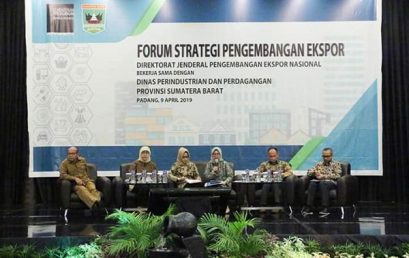 FORUM STRATEGI PENGEMBANGAN EKSPOR
DIREKTORAT JENDERAL PENGEMBANGAN EKSPOR NASIONAL
BEKERJA SAMA DENGAN
DINAS PERINDUSTRIAN DAN PERDAGANGAN
PROVINSI SUMATERA BARAT
PADANG, 9 APRIL 2019